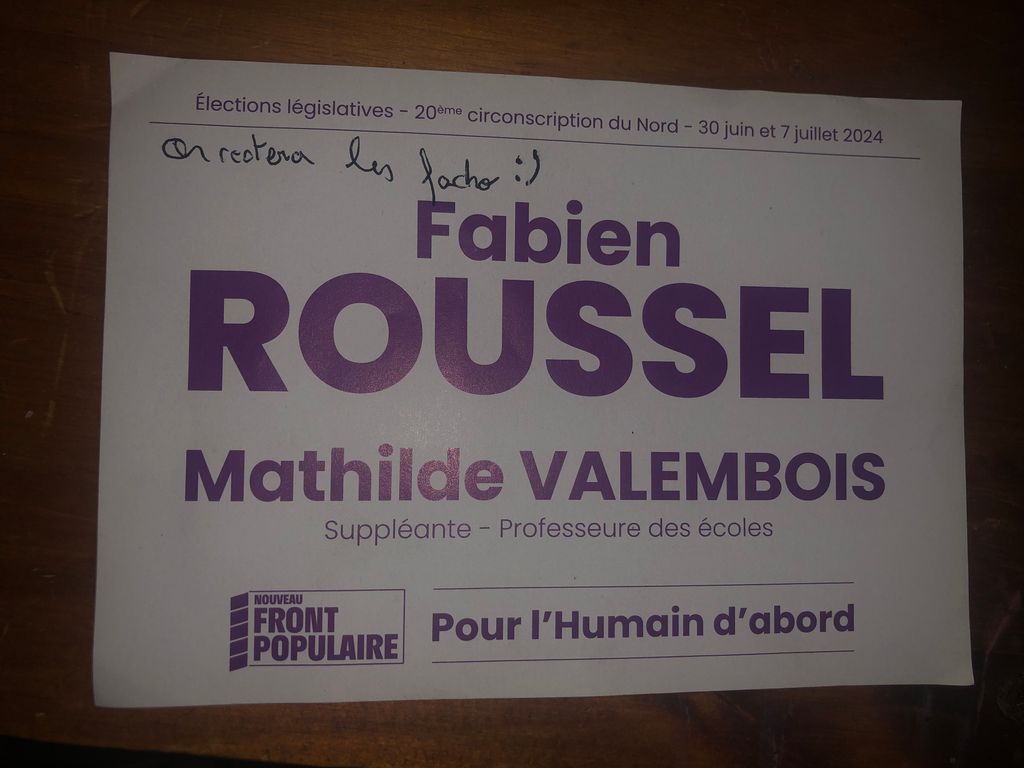 Élections législatives - 20ème circonscription du Nord - 30 juin et 7 juillet 2024
on rectera les facho :)
Fabien
ROUSSEL
Mathilde VALEMBOIS
Suppléante - Professeure des écoles
NOUVEAU
FRONT
POPULAIRE
Pour l'Humain d'abord